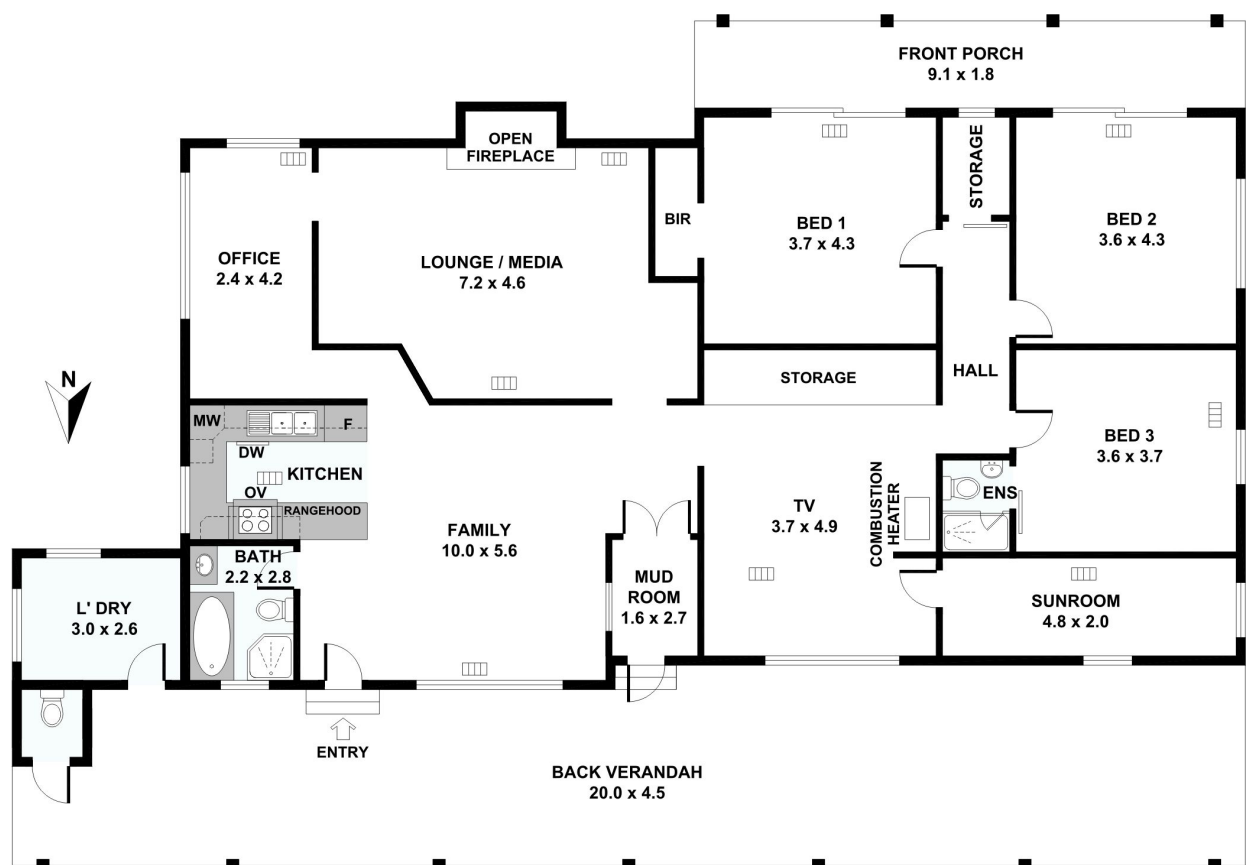 FRONT PORCH
9.1 x 1.8
OPEN
FIREPLACE
STORAGE
BIR
BED 1
3.7 x 4.3
BED 2
3.6 x 4.3
OFFICE
2.4 x 4.2
LOUNGE / MEDIA
7.2 x 4.6
N
STORAGE
HALL
MW
F
DW
KITCHEN
OV
RANGEHOOD
BED 3
3.6 x 3.7
ENS
TV
3.7 x 4.9
COMBUSTION
HEATER
FAMILY
10.0 x 5.6
BATH
2.2 x 2.8
MUD
ROOM
1.6 x 2.7
L' DRY
3.0 x 2.6
SUNROOM
4.8 x 2.0
ENTRY
BACK VERANDAH
20.0 x 4.5